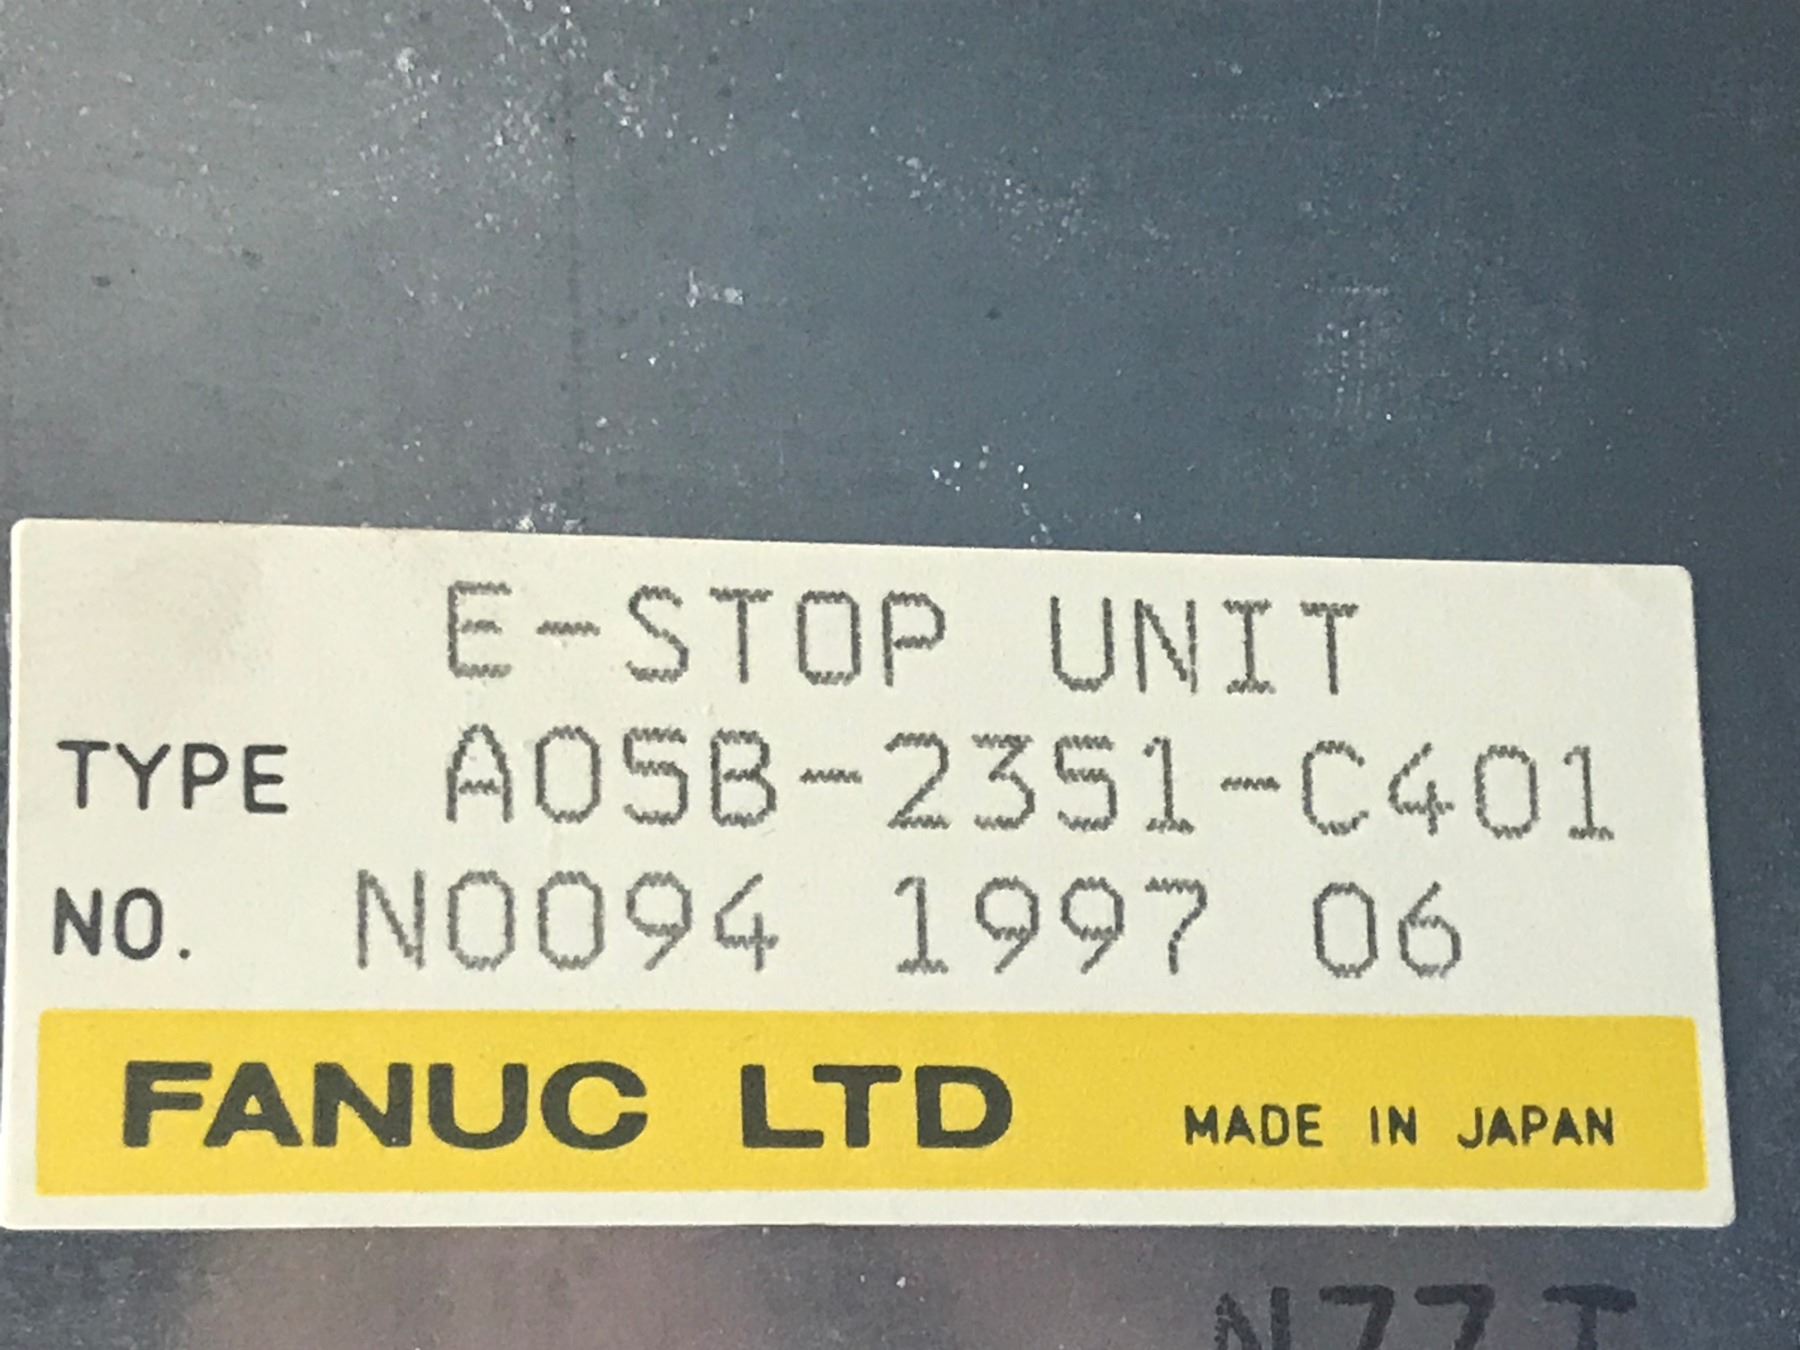 E-STOP UNIT
TYPE A05B-2351-C401
NO. N0094 1997 06
FANUC LTD MADE IN JAPAN